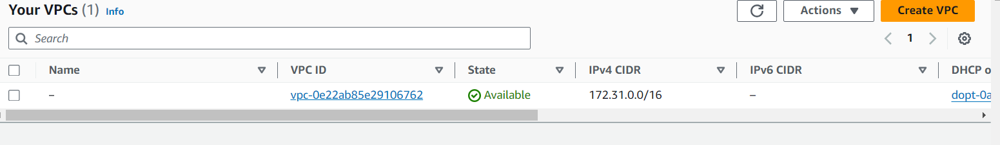 Your VPCs (1) Info
Actions
Create VPC
Search
1
Name VPC ID State IPv4 CIDR IPv6 CIDR DHCP o
– vpc-0e22ab85e29106762 Available 172.31.0.0/16 – dopt-0a